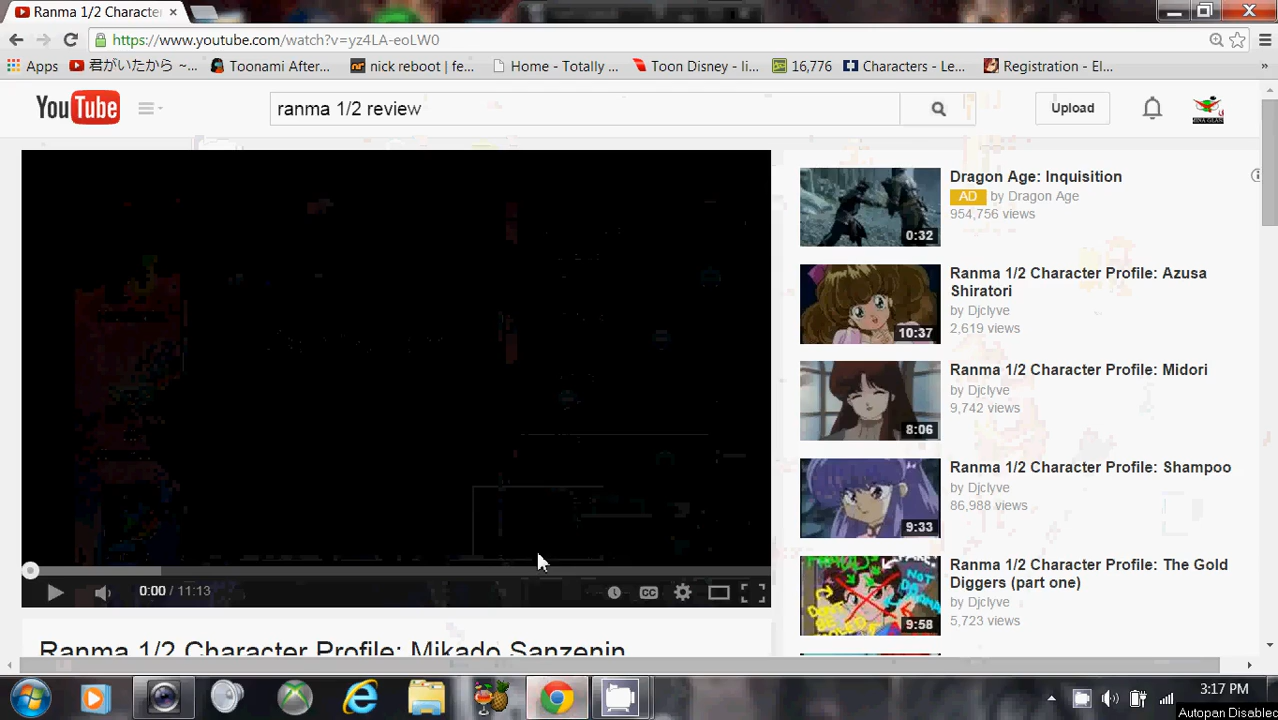 Ranma 1/2 Character
https://www.youtube.com/watch?v=yz4LA-eoLW0
Apps 君がいたから ~... Toonami After... nick reboot | fe... Home - Totally ... Toon Disney - li... 16,776 Characters - Le... Registration - El... »
YouTube ranma 1/2 review Upload
Dragon Age: Inquisition
AD by Dragon Age
954,756 views
0:32
Ranma 1/2 Character Profile: Azusa
Shiratori
by Djclyve
2,619 views
10:37
Ranma 1/2 Character Profile: Midori
by Djclyve
9,742 views
8:06
Ranma 1/2 Character Profile: Shampoo
by Djclyve
86,988 views
9:33
Ranma 1/2 Character Profile: The Gold
Diggers (part one)
by Djclyve
5,723 views
9:58
0:00 / 11:13
CC
Ranma 1/2 Character Profile: Mikado Sanzenin
3:17 PM
Autopan Disabled